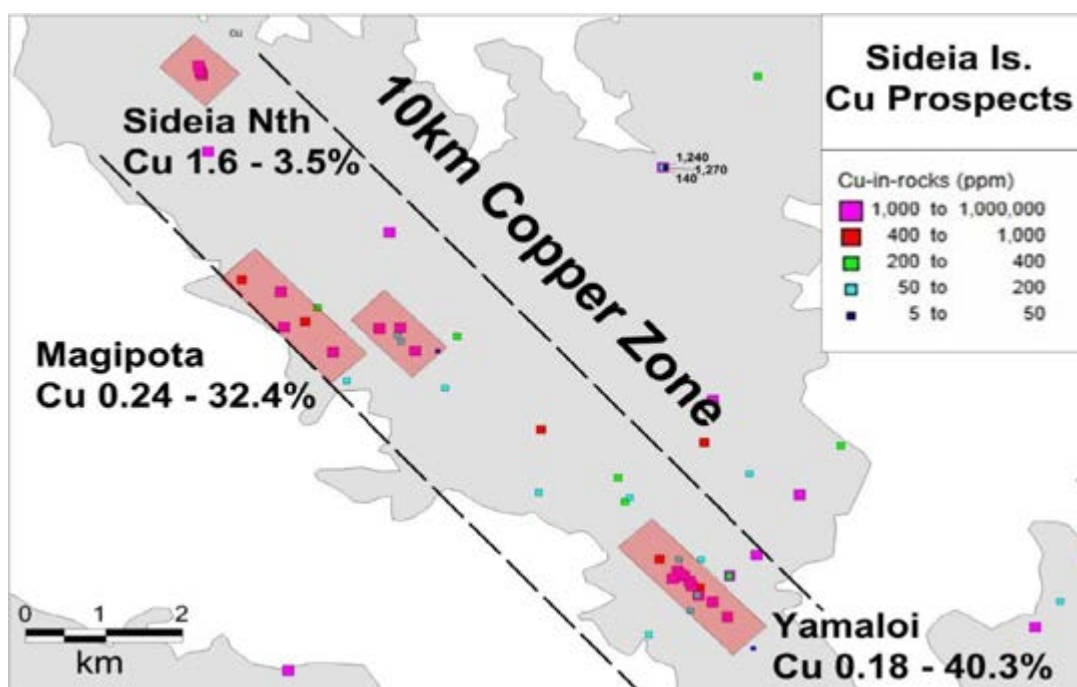 cu
Sideia Is.
Cu Prospects
Sideia Nth
Cu 1.6 - 3.5%
10km Copper Zone
1,240
1,270
140
Cu-in-rocks (ppm)
1,000 to 1,000,000
400 to 1,000
200 to 400
50 to 200
5 to 50
Magipota
Cu 0.24 - 32.4%
0 1 2
km
Yamaloi
Cu 0.18 - 40.3%